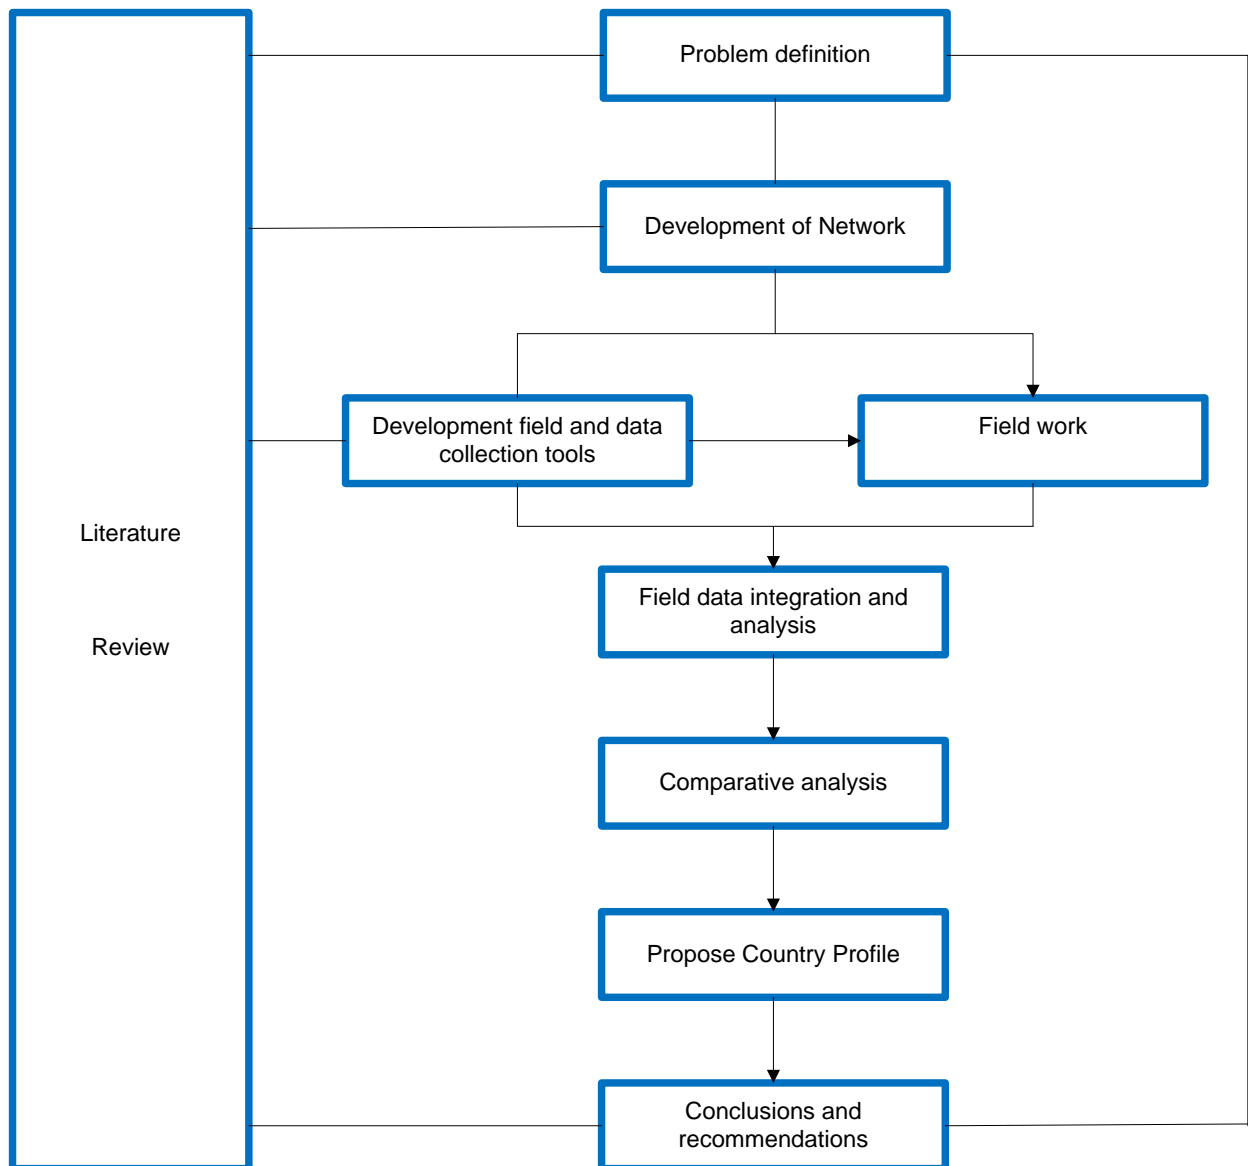 Problem definition
Development of Network
Development field and data
collection tools
Field work
Literature
Review
Field data integration and
analysis
Comparative analysis
Propose Country Profile
Conclusions and
recommendations